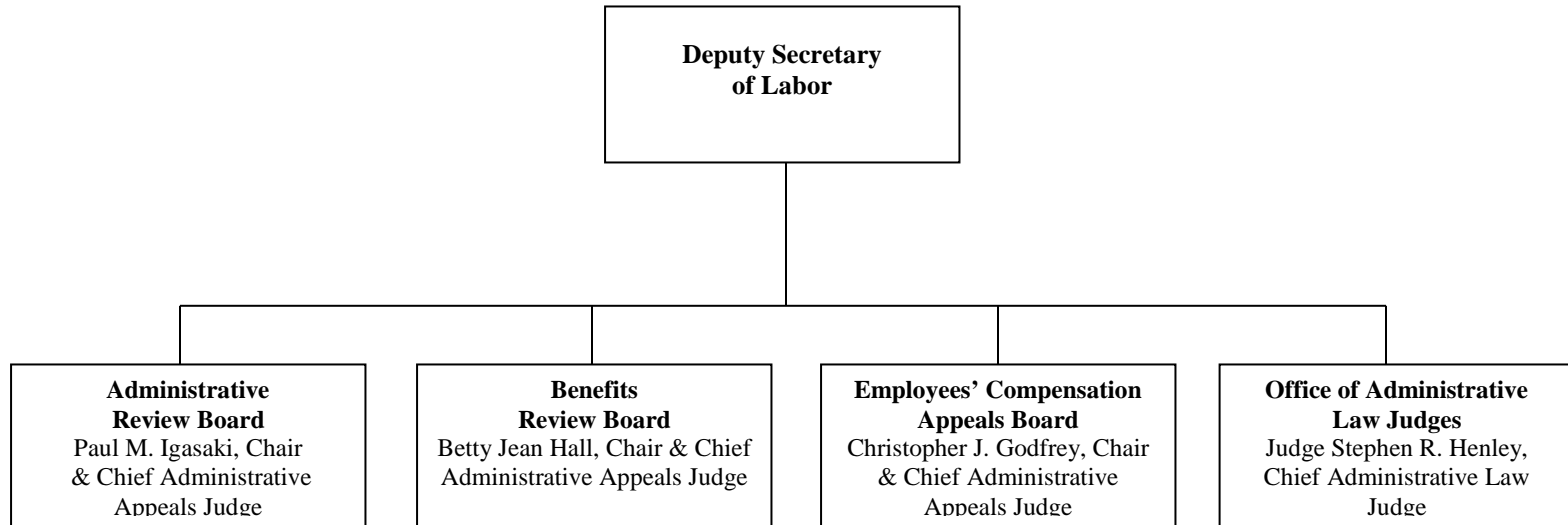 Deputy Secretary
of Labor
Administrative
Review Board
Paul M. Igasaki, Chair
& Chief Administrative
Appeals Judge
Benefits
Review Board
Betty Jean Hall, Chair & Chief
Administrative Appeals Judge
Employees’ Compensation
Appeals Board
Christopher J. Godfrey, Chair
& Chief Administrative
Appeals Judge
Office of Administrative
Law Judges
Judge Stephen R. Henley,
Chief Administrative Law
Judge